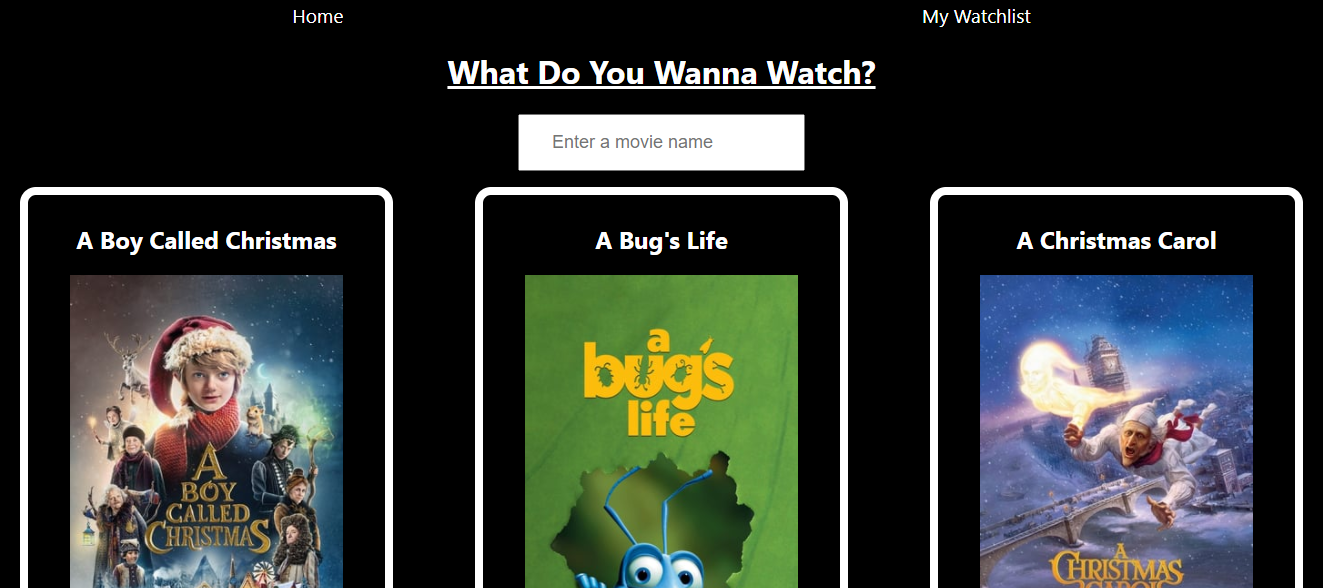 Home
My Watchlist
What Do You Wanna Watch?
Enter a movie name
A Boy Called Christmas
A Bug's Life
A Christmas Carol
A
BOY
CALLED
CHRISTMAS
a
bug's
life
A
CHRISTMAS